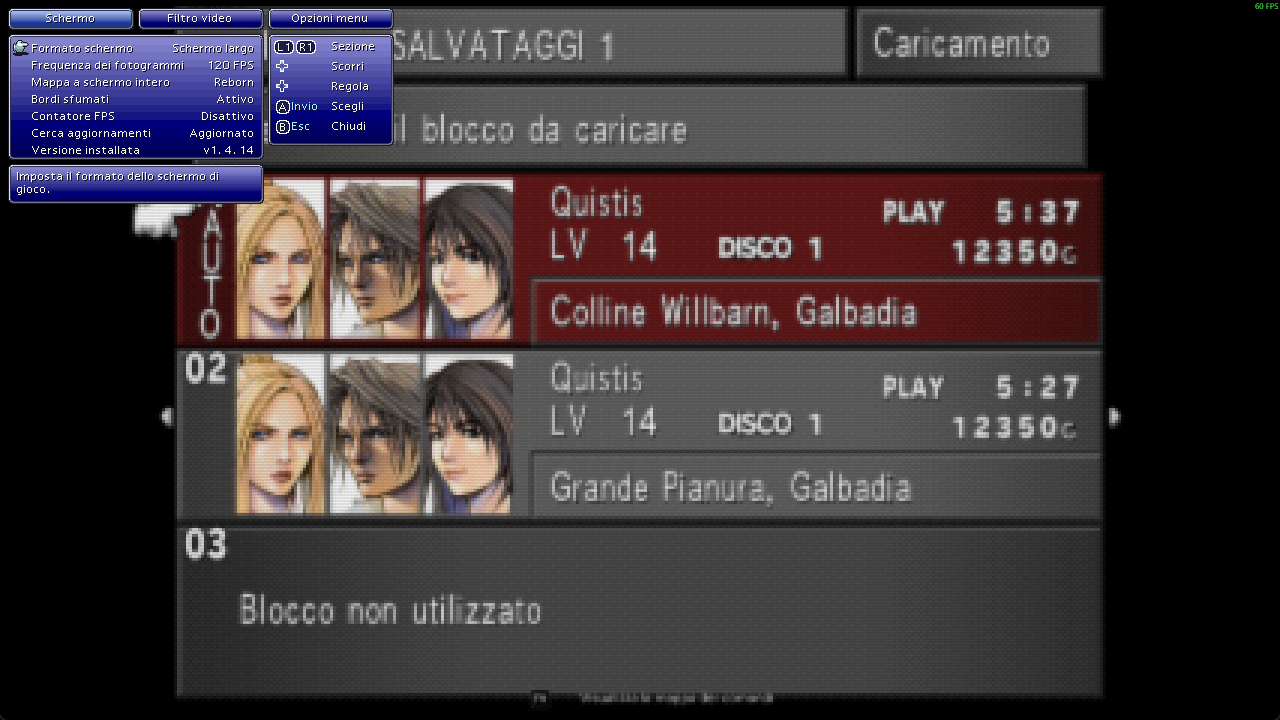 60 FPS
Schermo
Filtro video
Opzioni menu
Formato schermo Schermo largo
Frequenza dei fotogrammi 120 FPS
Mappa a schermo intero Reborn
Bordi sfumati Attivo
Contatore FPS Disattivo
Cerca aggiornamenti Aggiornato
Versione installata v1.4.14
Imposta il formato dello schermo di
gioco.
L1 R1 Sezione
Scorri
Regola
A Invio Scegli
B Esc Chiudi
SALVATAGGI 1
Caricamento
il blocco da caricare
AUTO
Quistis
LV 14 DISCO 1
PLAY 5:37
12350G
Colline Willbarn, Galbadia
02
Quistis
LV 14 DISCO 1
PLAY 5:27
12350G
Grande Pianura, Galbadia
03
Blocco non utilizzato